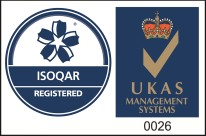 ISOQAR
REGISTERED
UKAS
MANAGEMENT
SYSTEMS
0026